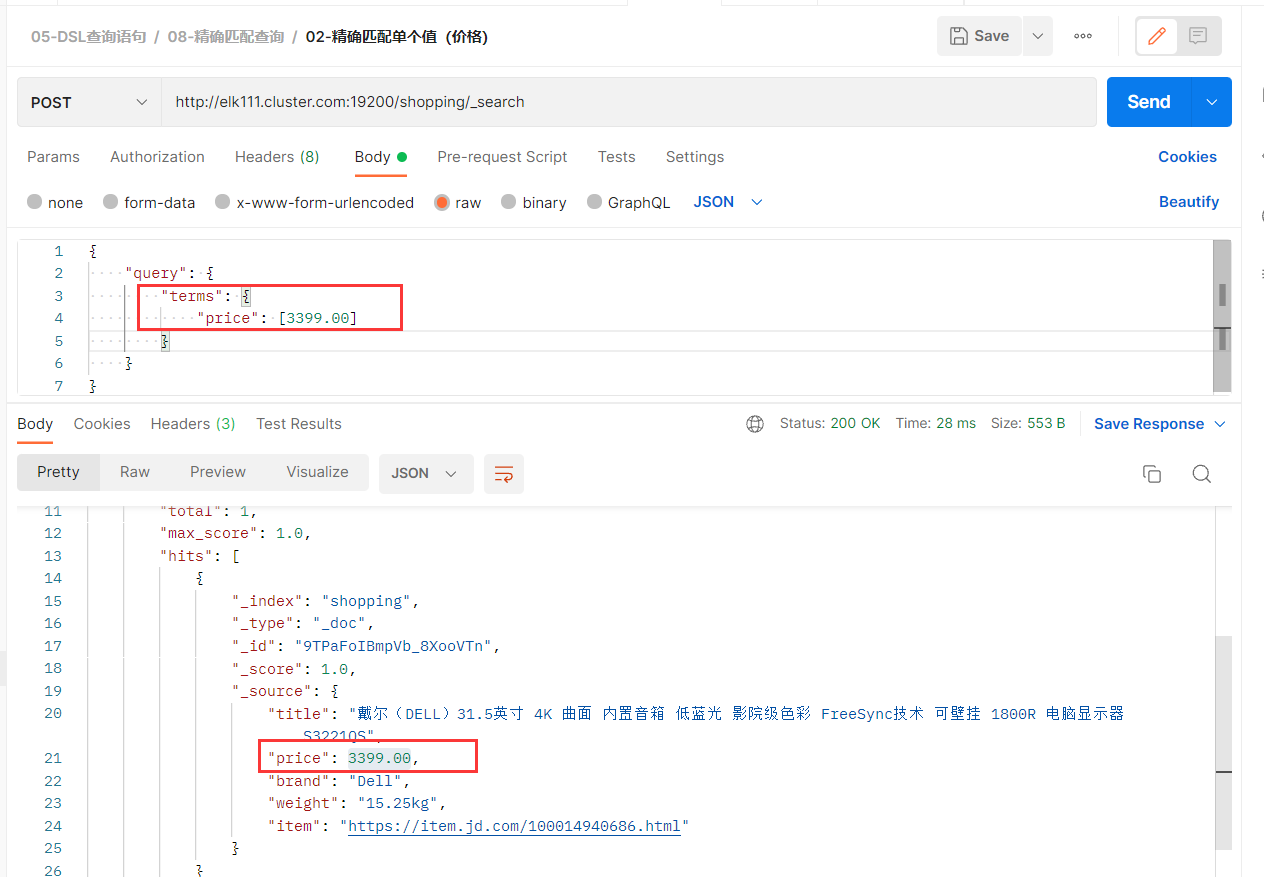 05-DSL查询语句 / 08-精确匹配查询 / 02-精确匹配单个值（价格）
Save
POST
http://elk111.cluster.com:19200/shopping/_search
Send
Params Authorization Headers (8) Body Pre-request Script Tests Settings Cookies
none form-data x-www-form-urlencoded raw binary GraphQL JSON Beautify
1 {
2 "query": {
3 "terms": {
4 "price": [3399.00]
5 }
6 }
7 }
Body Cookies Headers (3) Test Results Status: 200 OK Time: 28 ms Size: 553 B Save Response
Pretty Raw Preview Visualize JSON
11 "total": 1,
12 "max_score": 1.0,
13 "hits": [
14 {
15 "_index": "shopping",
16 "_type": "_doc",
17 "_id": "9TPaFoIBmpVb_8XooVTn",
18 "_score": 1.0,
19 "_source": {
20 "title": "戴尔（DELL）31.5英寸 4K 曲面 内置音箱 低蓝光 影院级色彩 FreeSync技术 可壁挂 1800R 电脑显示器
S3221QS",
21 "price": 3399.00,
22 "brand": "Dell",
23 "weight": "15.25kg",
24 "item": "https://item.jd.com/100014940686.html"
25 }
26 }